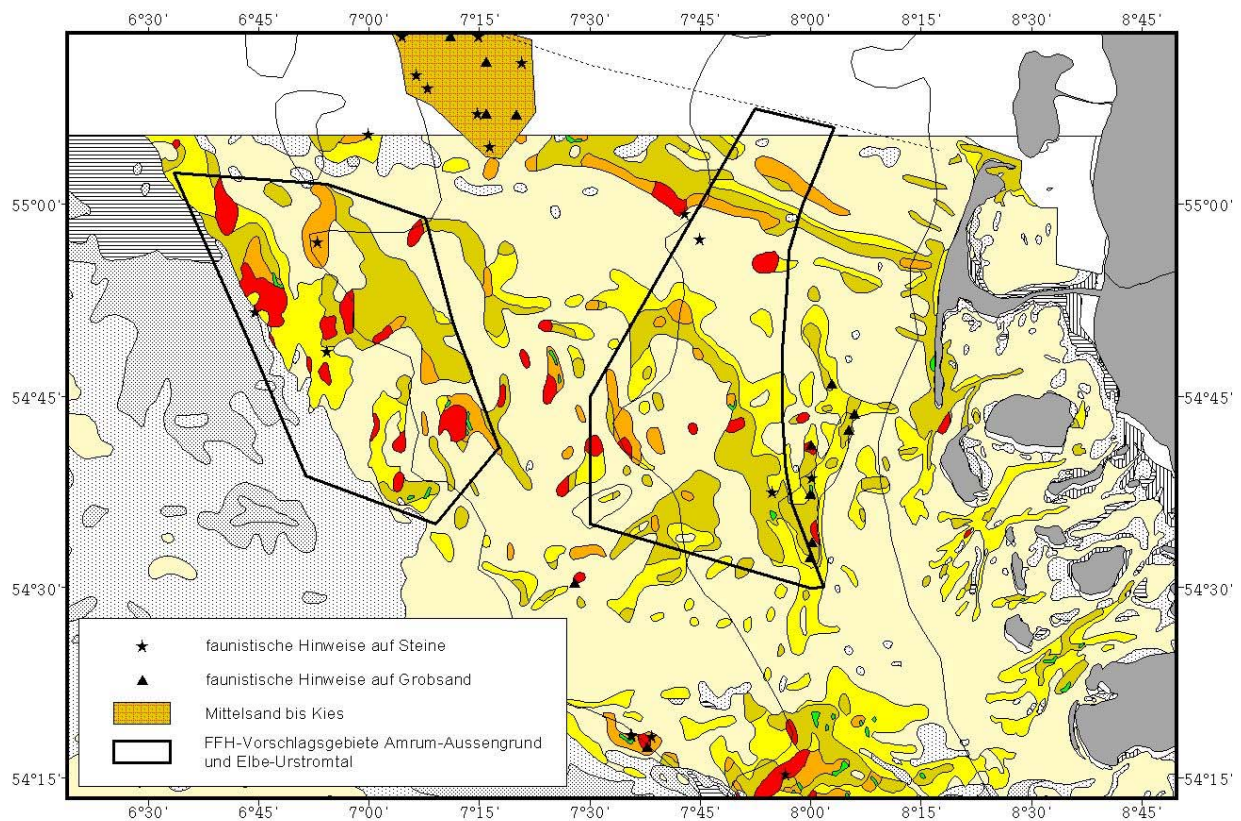 6°30' 6°45' 7°00' 7°15' 7°30' 7°45' 8°00' 8°15' 8°30' 8°45'
55°00' 55°00'
54°45' 54°45'
54°30' 54°30'
faunistische Hinweise auf Steine
faunistische Hinweise auf Grobsand
Mittelsand bis Kies
FFH-Vorschlagsgebiete Amrum-Aussengrund
und Elbe-Urstromtal
54°15' 54°15'
6°30' 6°45' 7°00' 7°15' 7°30' 7°45' 8°00' 8°15' 8°30' 8°45'